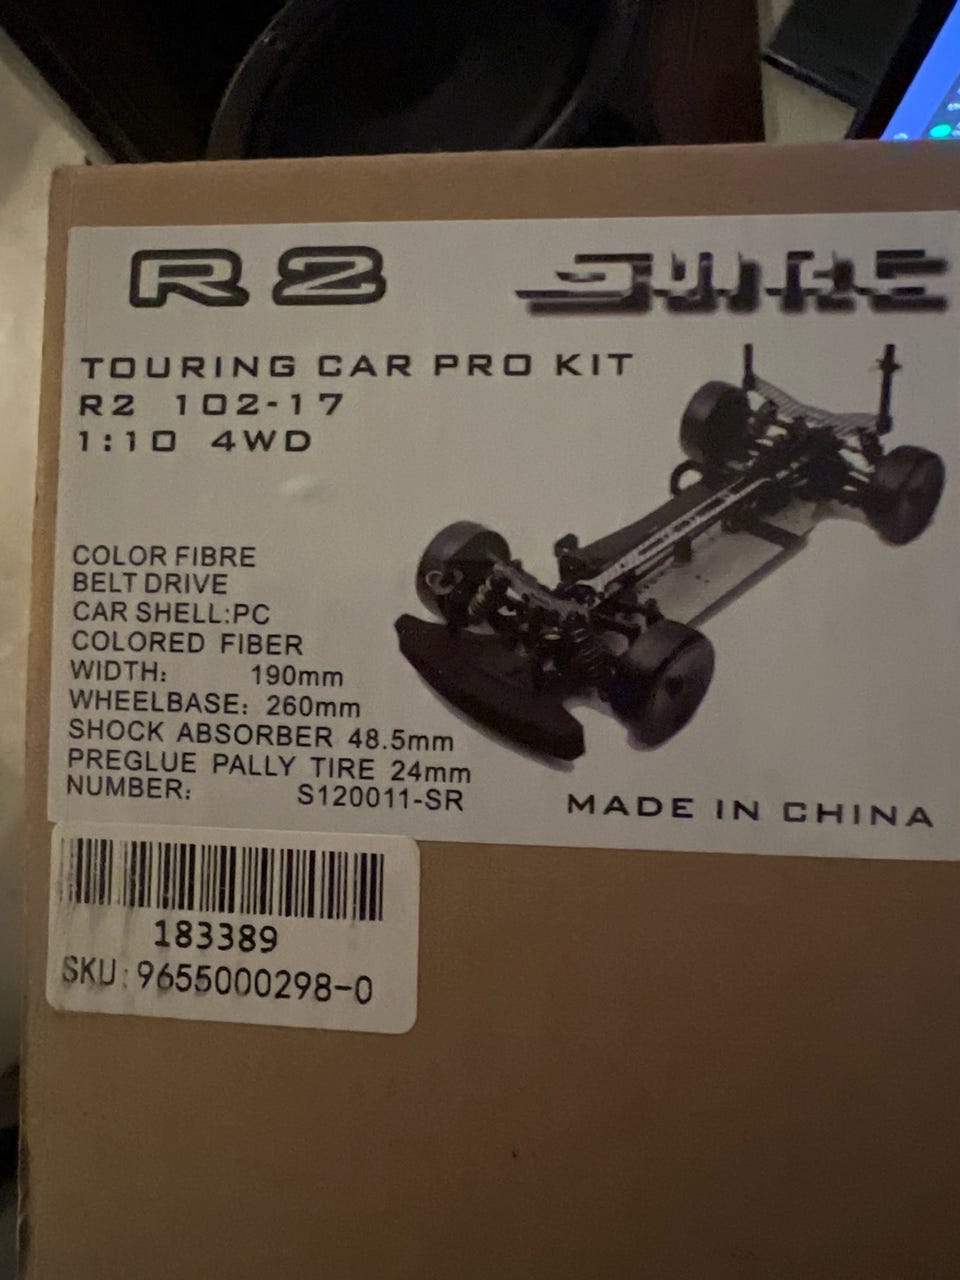 R2
TOURING CAR PRO KIT
R2 102-17
1:10 4WD
COLOR FIBRE
BELT DRIVE
CAR SHELL:PC
COLORED FIBER
WIDTH: 190mm
WHEELBASE: 260mm
SHOCK ABSORBER 48.5mm
PREGLUE PALLY TIRE 24mm
NUMBER: S120011-SR
MADE IN CHINA
183389
SKU:9655000298-0